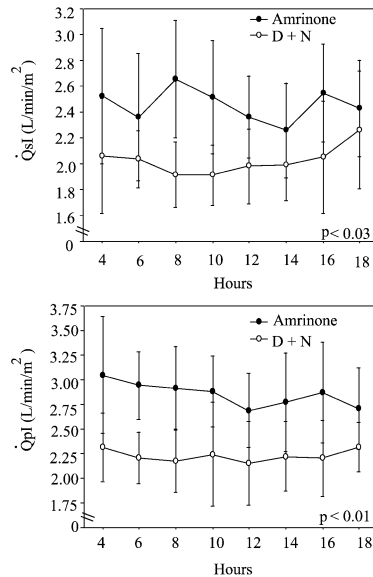 3.2
3.0
2.8
2.6
2.4
2.2
2.0
1.8
1.6
0
Q̇sI (L/min/m²)
Amrinone
D + N
p< 0.03
4 6 8 10 12 14 16 18
Hours
3.75
3.50
3.25
3.00
2.75
2.50
2.25
2.00
1.75
0
Q̇pI (L/min/m²)
Amrinone
D + N
p< 0.01
4 6 8 10 12 14 16 18
Hours